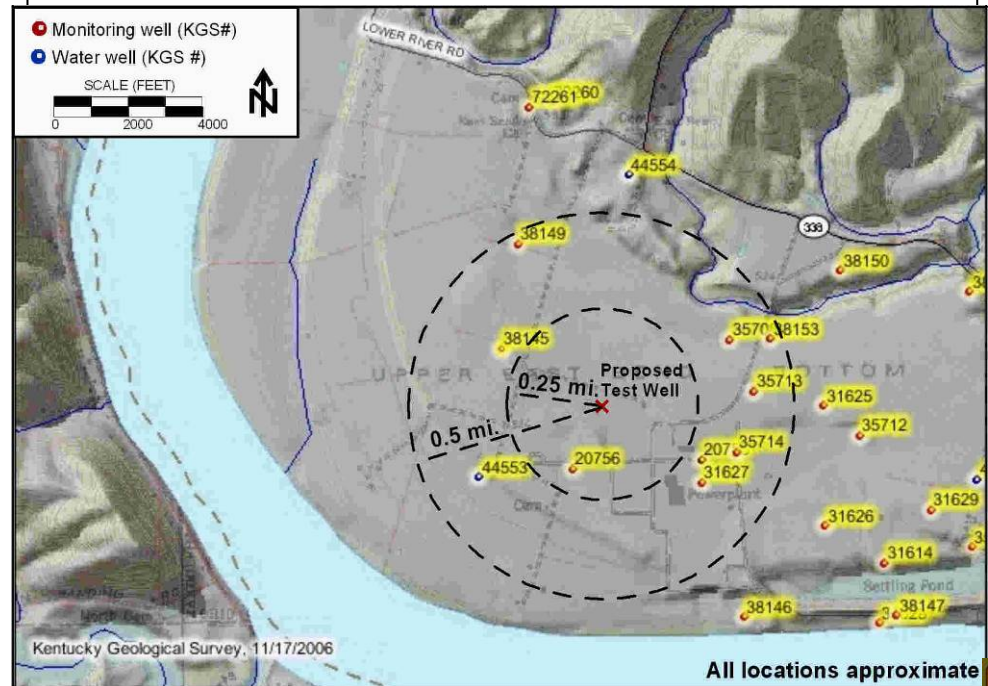 Monitoring well (KGS#)
Water well (KGS #)
SCALE (FEET)
0 2000 4000
N
LOWER RIVER RD
72261
44554
338
38149
38150
38145
38153
UPPER EAST BOTTOM
Proposed
Test Well
0.25 mi.
35713
31625
0.5 mi.
35712
35714
20756
44553
31627
Powerplant
31629
31626
31614
Settling Pond
38146
38147
Kentucky Geological Survey, 11/17/2006
All locations approximate